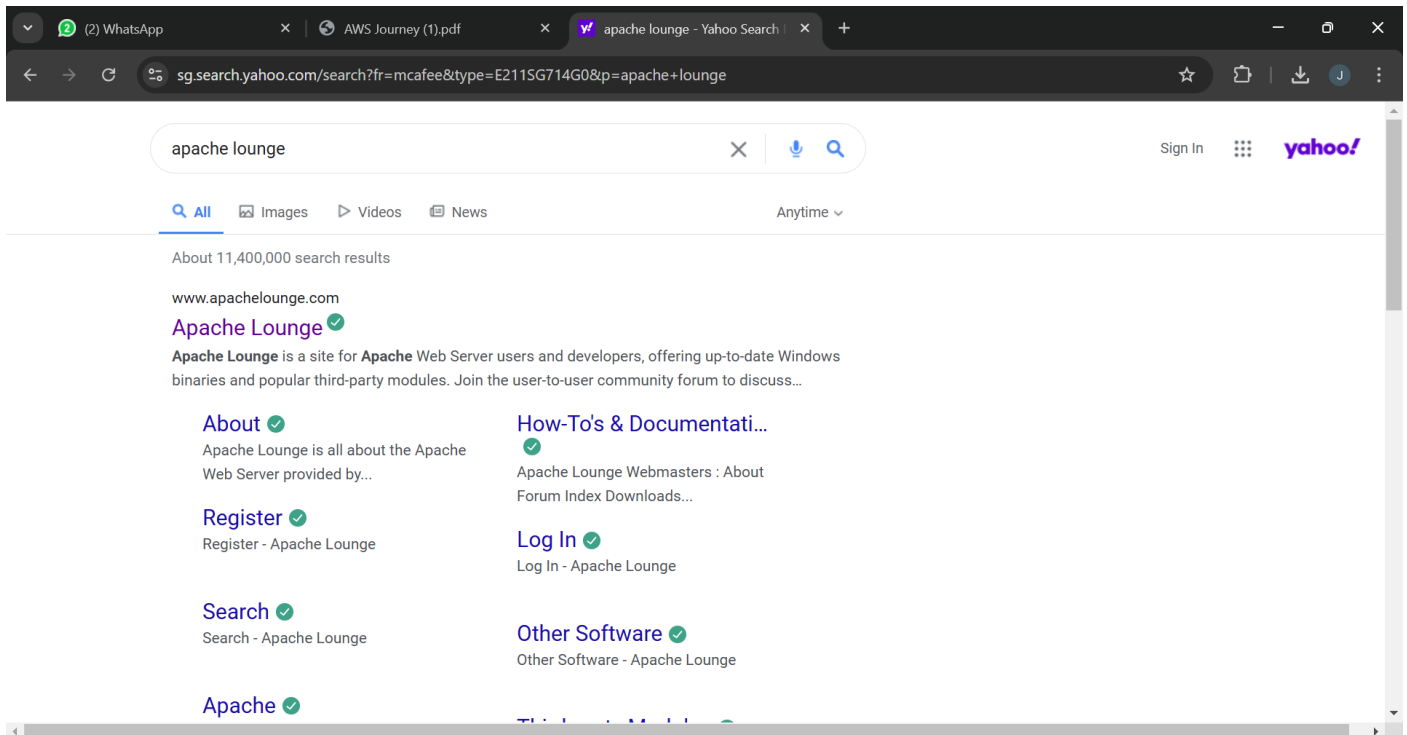 2 (2) WhatsApp
AWS Journey (1).pdf
y! apache lounge - Yahoo Search
sg.search.yahoo.com/search?fr=mcafee&type=E211SG714G0&p=apache+lounge
J
apache lounge
Sign In
yahoo!
All
Images
Videos
News
Anytime
About 11,400,000 search results
www.apachelounge.com
Apache Lounge
Apache Lounge is a site for Apache Web Server users and developers, offering up-to-date Windows
binaries and popular third-party modules. Join the user-to-user community forum to discuss...
About
Apache Lounge is all about the Apache
Web Server provided by...
How-To's & Documentati...
Apache Lounge Webmasters : About
Forum Index Downloads...
Register
Register - Apache Lounge
Log In
Log In - Apache Lounge
Search
Search - Apache Lounge
Other Software
Other Software - Apache Lounge
Apache